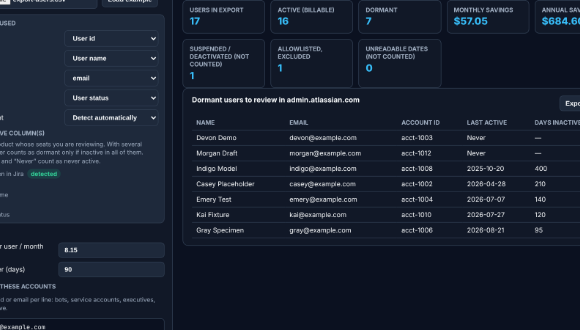 export-users.csv
Load example
USED
User id
User name
email
User status
Detect automatically
VE COLUMN(S)
oduct whose seats you are reviewing. With several
er counts as dormant only if inactive in all of them.
and "Never" count as never active.
n in Jira detected
me
atus
r user / month
8.15
r (days)
90
THESE ACCOUNTS
d or email per line: bots, service accounts, executives,
ve.
@example.com
USERS IN EXPORT
17
ACTIVE (BILLABLE)
16
DORMANT
7
MONTHLY SAVINGS
$57.05
ANNUAL SAV
$684.60
SUSPENDED / DEACTIVATED (NOT COUNTED)
1
ALLOWLISTED, EXCLUDED
1
UNREADABLE DATES (NOT COUNTED)
0
Dormant users to review in admin.atlassian.com
Expo
NAME EMAIL ACCOUNT ID LAST ACTIVE DAYS INACTIVE
Devon Demo devon@example.com acct-1003 Never —
Morgan Draft morgan@example.com acct-1012 Never —
Indigo Model indigo@example.com acct-1008 2025-10-20 400
Casey Placeholder casey@example.com acct-1002 2026-04-28 210
Emery Test emery@example.com acct-1004 2026-07-07 140
Kai Fixture kai@example.com acct-1010 2026-07-27 120
Gray Specimen gray@example.com acct-1006 2026-08-21 95